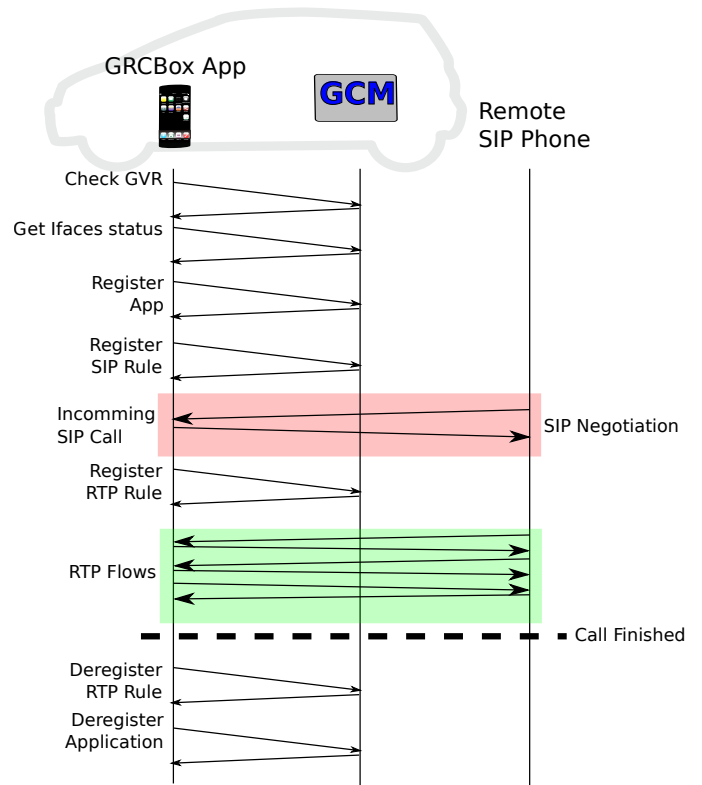 GRCBox App
GCM
Remote
SIP Phone
Check GVR
Get Ifaces status
Register
App
Register
SIP Rule
Incomming
SIP Call
SIP Negotiation
Register
RTP Rule
RTP Flows
Call Finished
Deregister
RTP Rule
Deregister
Application